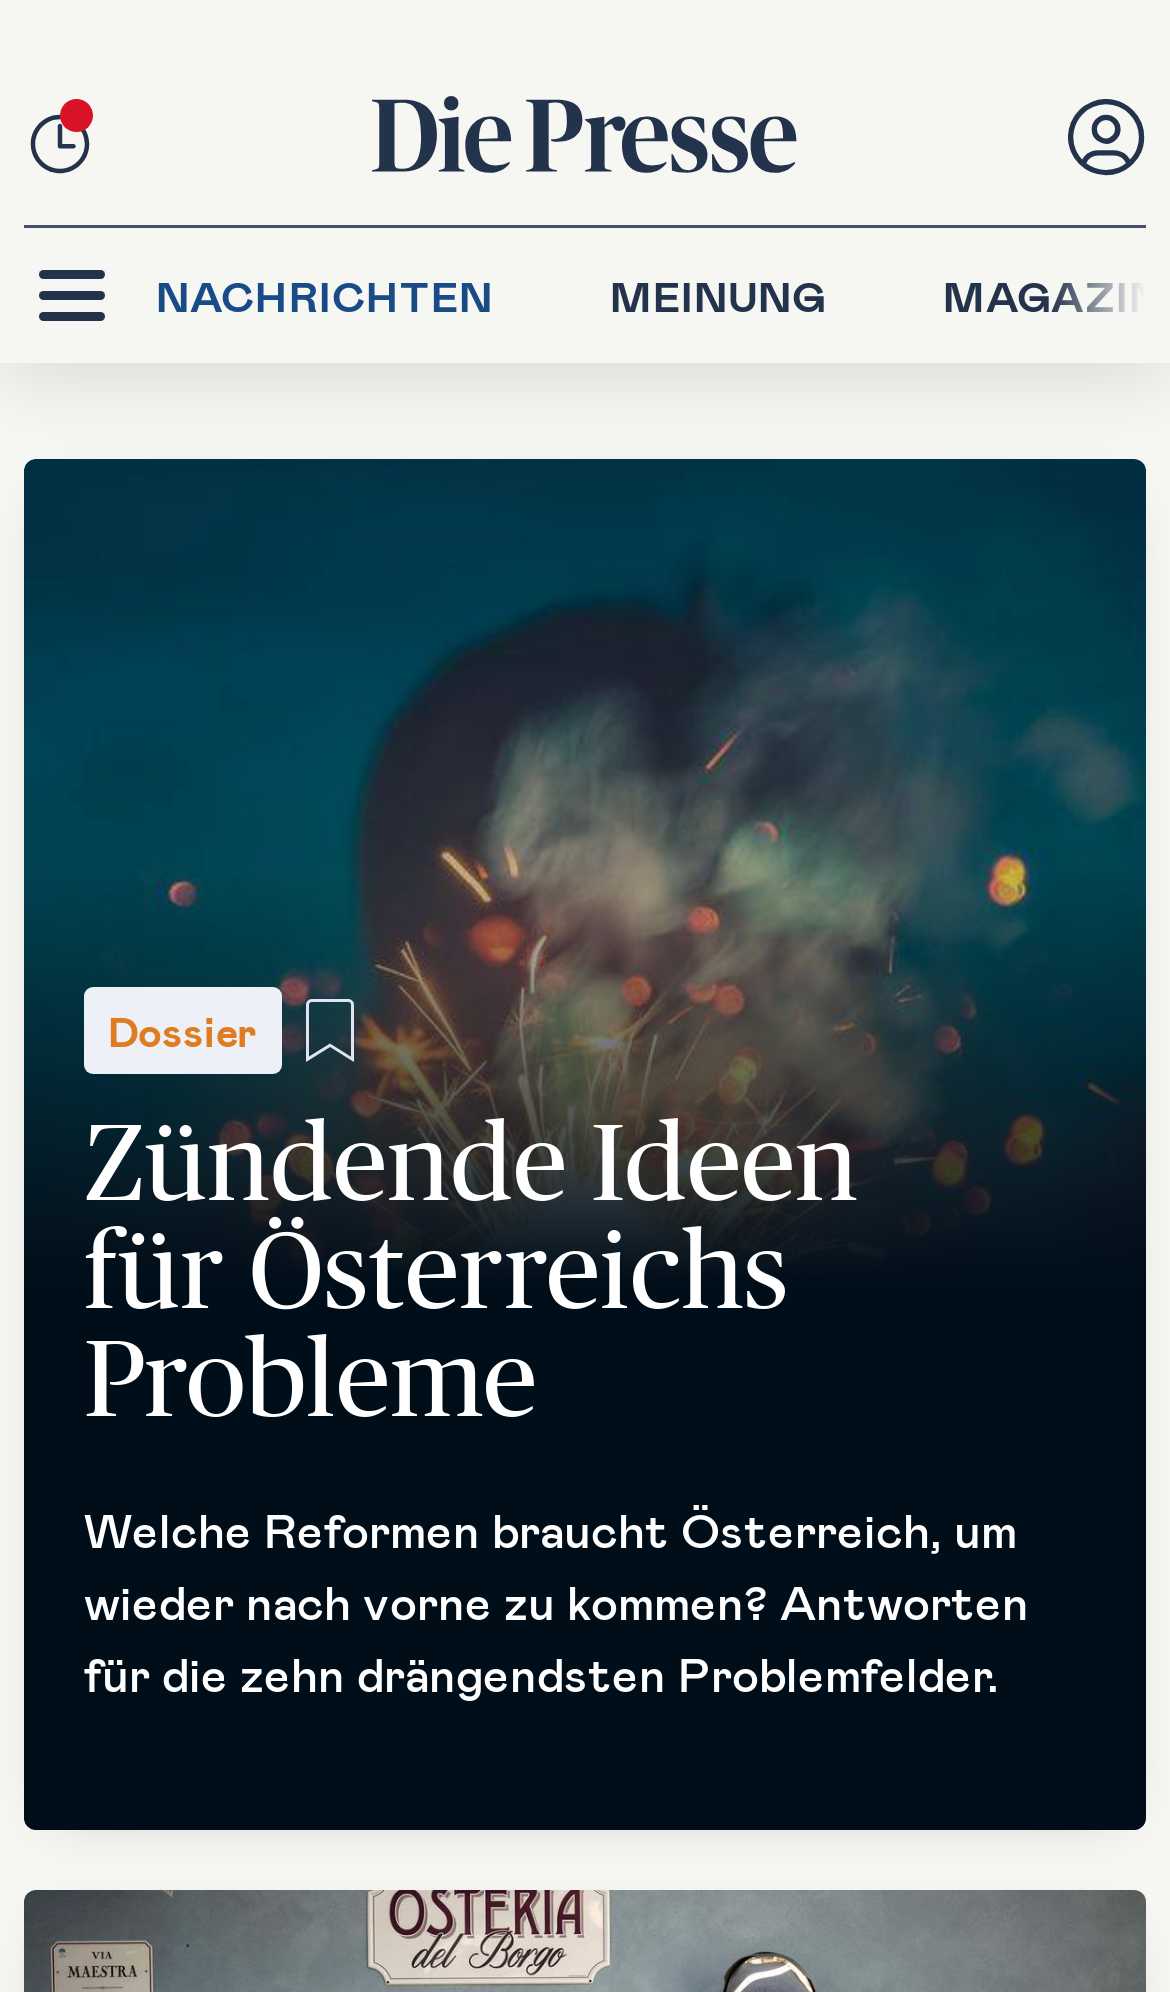 Die Presse
NACHRICHTEN MEINUNG MAGAZIN
Dossier
Zündende Ideen
für Österreichs
Probleme
Welche Reformen braucht Österreich, um
wieder nach vorne zu kommen? Antworten
für die zehn drängendsten Problemfelder.
OSTERIA
del Borgo
VIA
MAESTRA